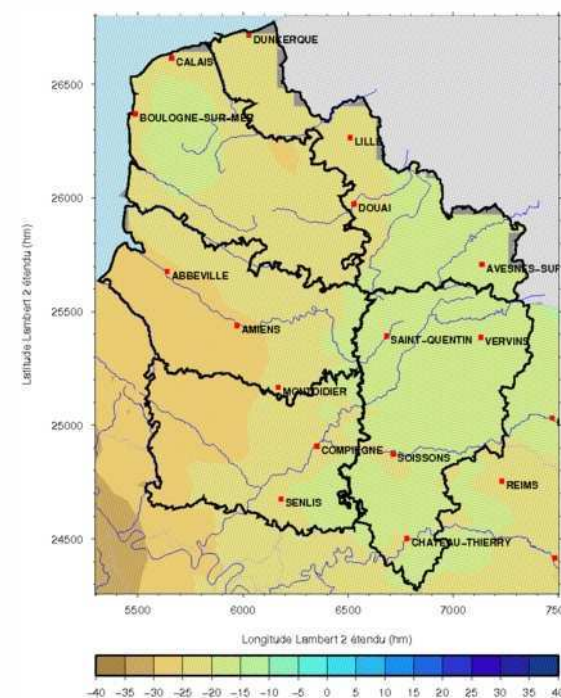 DUNKERQUE
26500
CALAIS
BOULOGNE-SUR-MER
LILLE
26000
DOUAI
AVESNES-SUR
ABBEVILLE
25500
AMIENS
SAINT-QUENTIN
VERVINS
MONTDIDIER
25000
COMPIEGNE
SOISSONS
REIMS
SENLIS
24500
CHATEAU-THIERRY
Latitude Lambert 2 étendu (hm)
5500 6000 6500 7000 750
Longitude Lambert 2 étendu (hm)
-40 -35 -30 -25 -20 -15 -10 -5 0 5 10 15 20 25 30 35 40